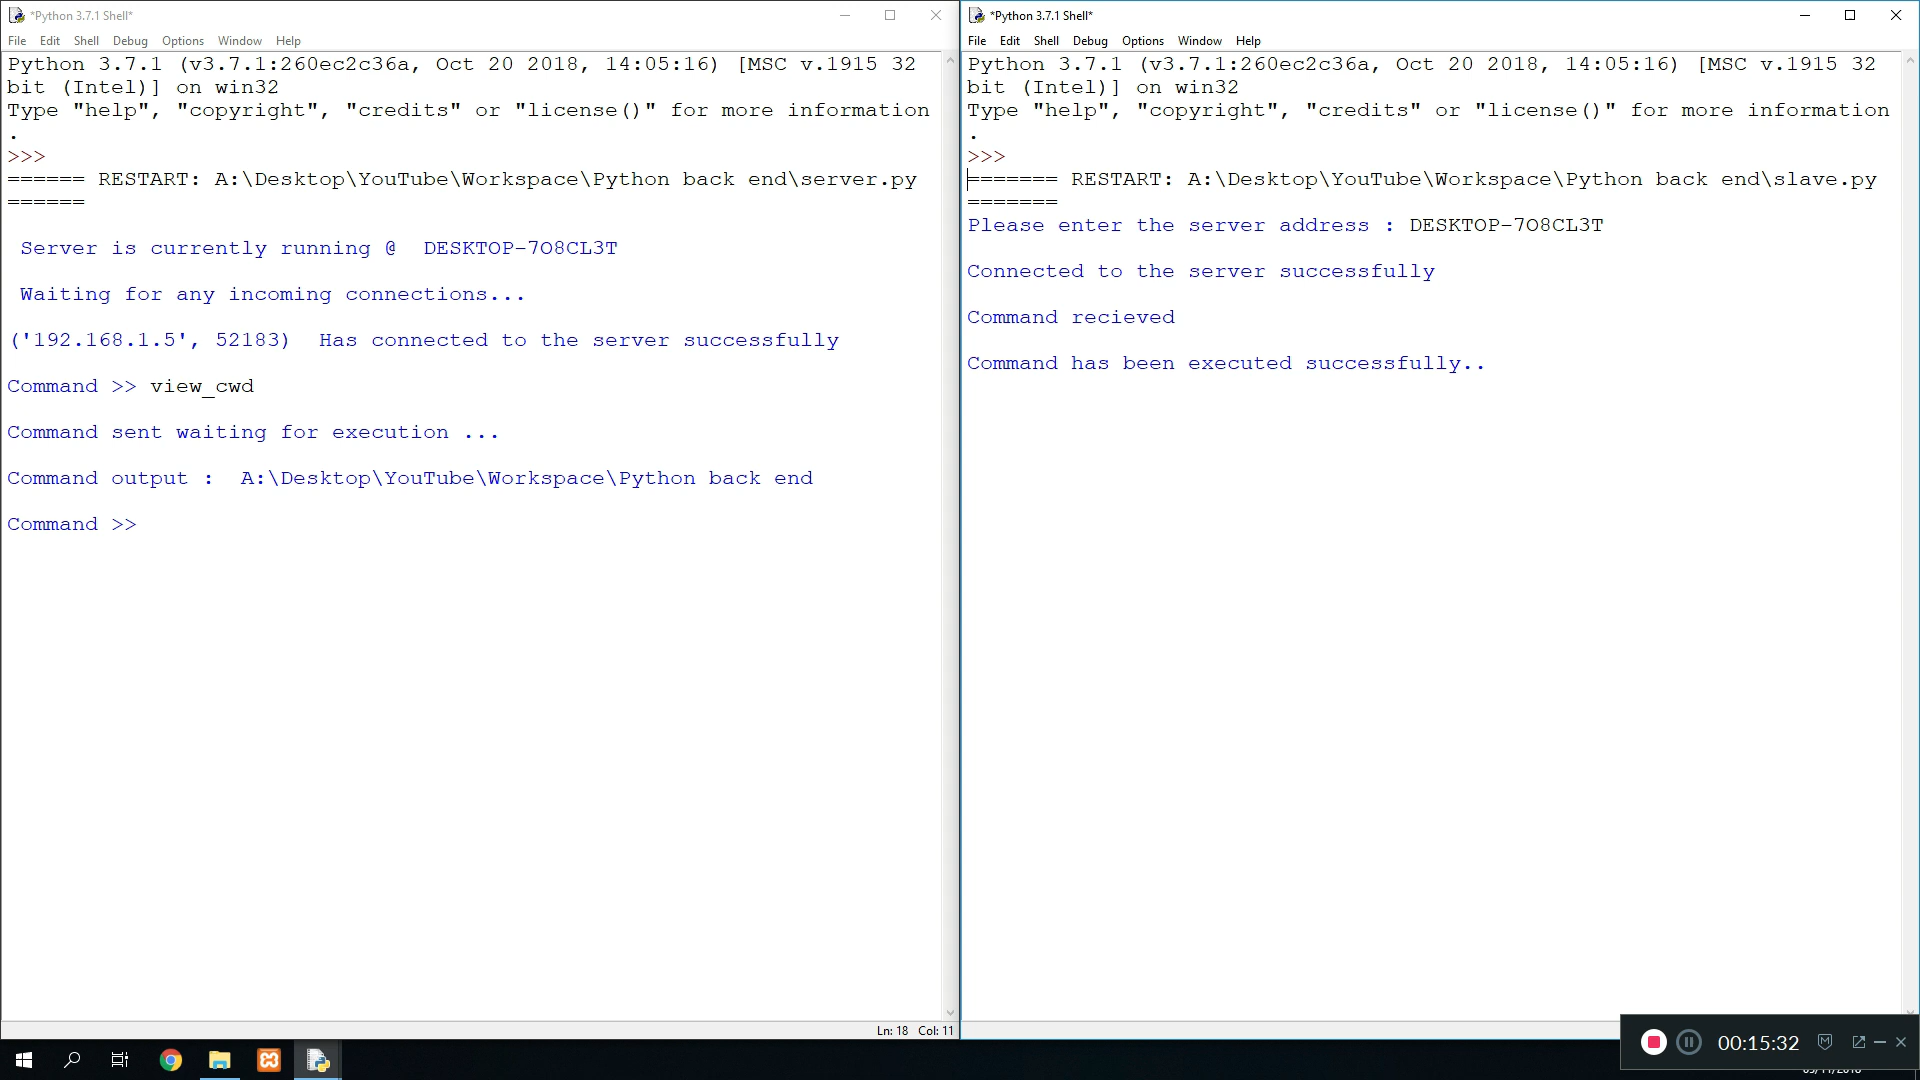 *Python 3.7.1 Shell*
File Edit Shell Debug Options Window Help
Python 3.7.1 (v3.7.1:260ec2c36a, Oct 20 2018, 14:05:16) [MSC v.1915 32
bit (Intel)] on win32
Type "help", "copyright", "credits" or "license()" for more information
.
>>>
====== RESTART: A:\Desktop\YouTube\Workspace\Python back end\server.py
======
Server is currently running @  DESKTOP-7O8CL3T
Waiting for any incoming connections...
('192.168.1.5', 52183)  Has connected to the server successfully
Command >> view_cwd
Command sent waiting for execution ...
Command output :  A:\Desktop\YouTube\Workspace\Python back end
Command >>
Ln: 18 Col: 11
*Python 3.7.1 Shell*
File Edit Shell Debug Options Window Help
Python 3.7.1 (v3.7.1:260ec2c36a, Oct 20 2018, 14:05:16) [MSC v.1915 32
bit (Intel)] on win32
Type "help", "copyright", "credits" or "license()" for more information
.
>>>
======= RESTART: A:\Desktop\YouTube\Workspace\Python back end\slave.py
=======
Please enter the server address : DESKTOP-7O8CL3T
Connected to the server successfully
Command recieved
Command has been executed successfully..
00:15:32